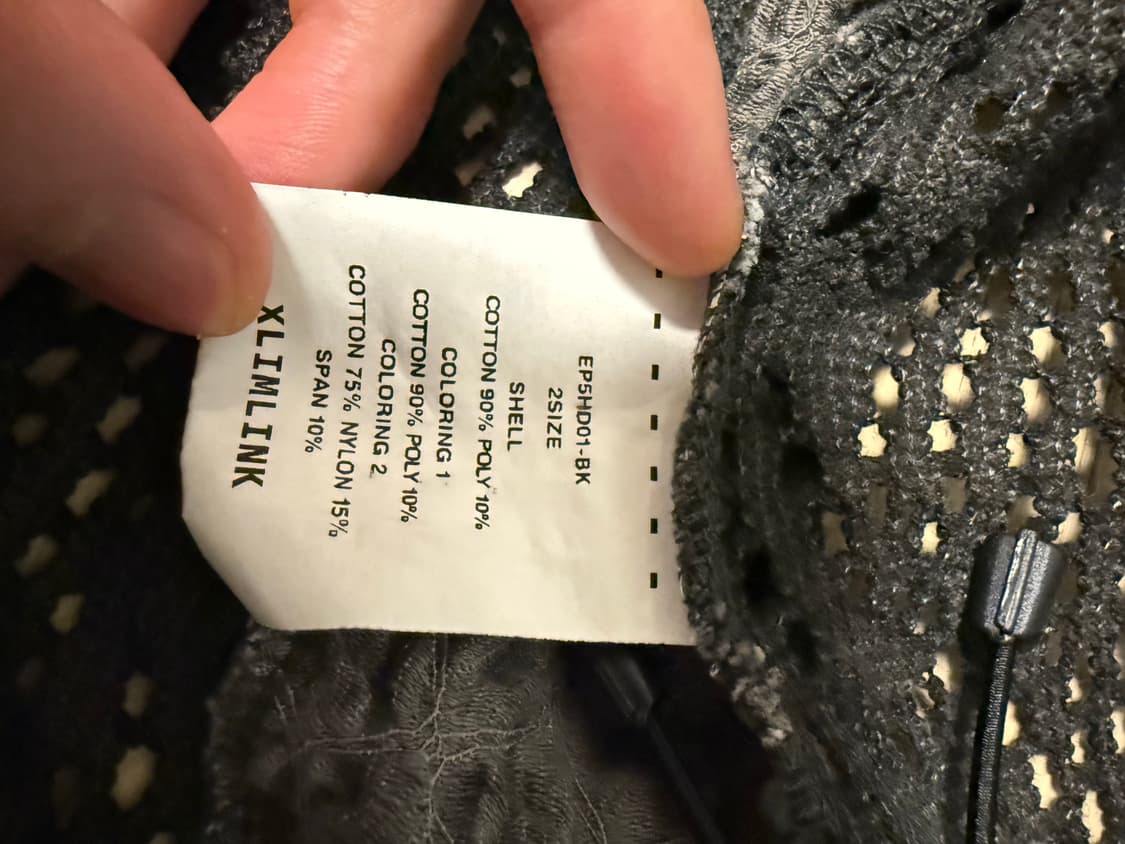 EP5HD01-BK
2SIZE
SHELL
COTTON 90% POLY 10%
COLORING 1
COTTON 90% POLY 10%
COLORING 2
COTTON 75% NYLON 15%
SPAN 10%
XLIMLINK